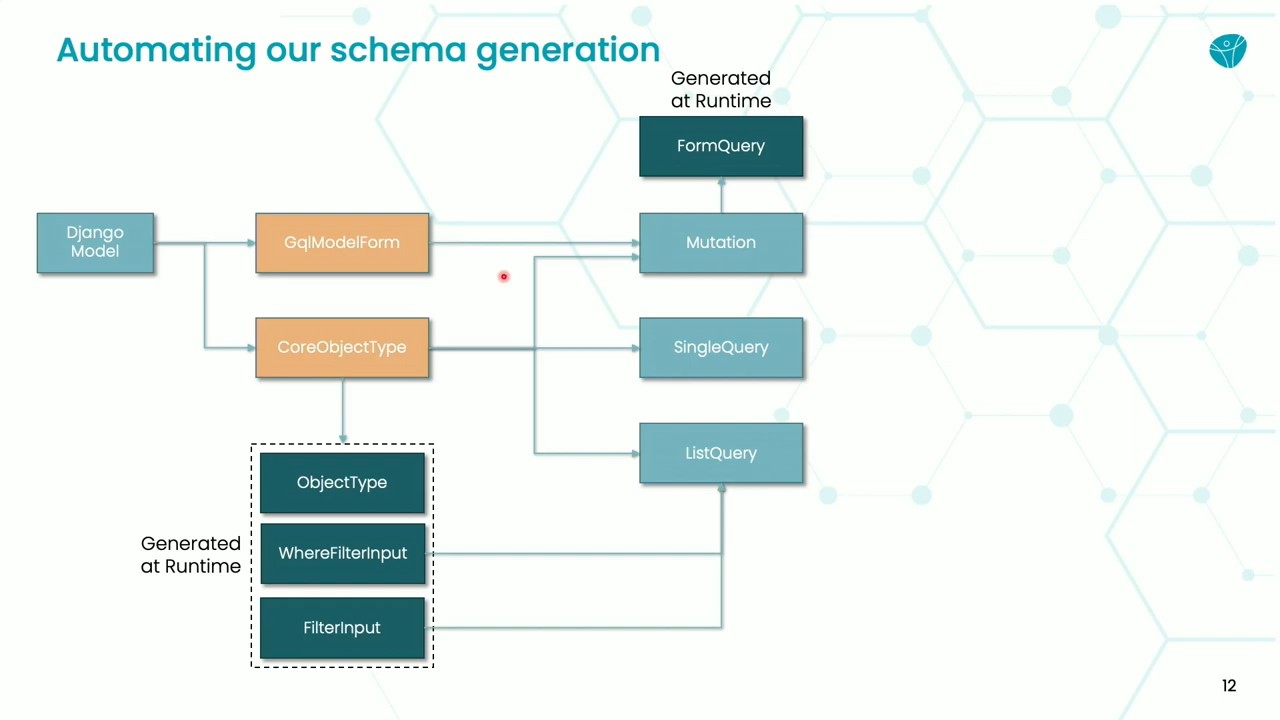 Automating our schema generation
Generated
at Runtime
FormQuery
Django
Model
GqlModelForm
Mutation
CoreObjectType
SingleQuery
ListQuery
ObjectType
Generated
at Runtime
WhereFilterInput
FilterInput
12